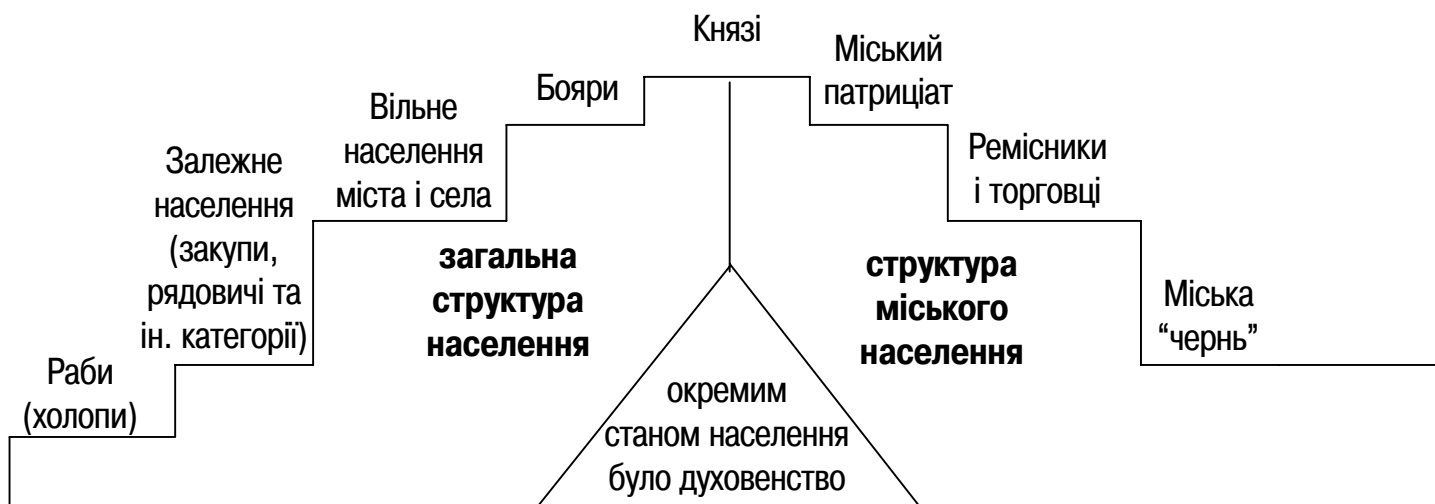 Князі
Міський
патриціат
Бояри
Вільне
населення
міста і села
Ремісники
і торговці
Залежне
населення
(закупи,
рядовичі та
ін. категорії)
загальна
структура
населення
структура
міського
населення
Міська
“чернь”
Раби
(холопи)
окремим
станом населення
було духовенство